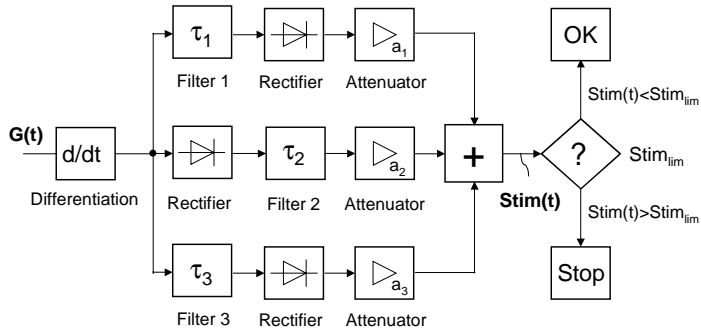 τ1
OK
Filter 1 Rectifier a1 Attenuator
Stim(t)<Stimlim
G(t)
d/dt
Differentiation
Rectifier
τ2
Filter 2
a2
Attenuator
+
Stim(t)
?
Stimlim
Stim(t)>Stimlim
τ3
a3
Stop
Filter 3 Rectifier Attenuator